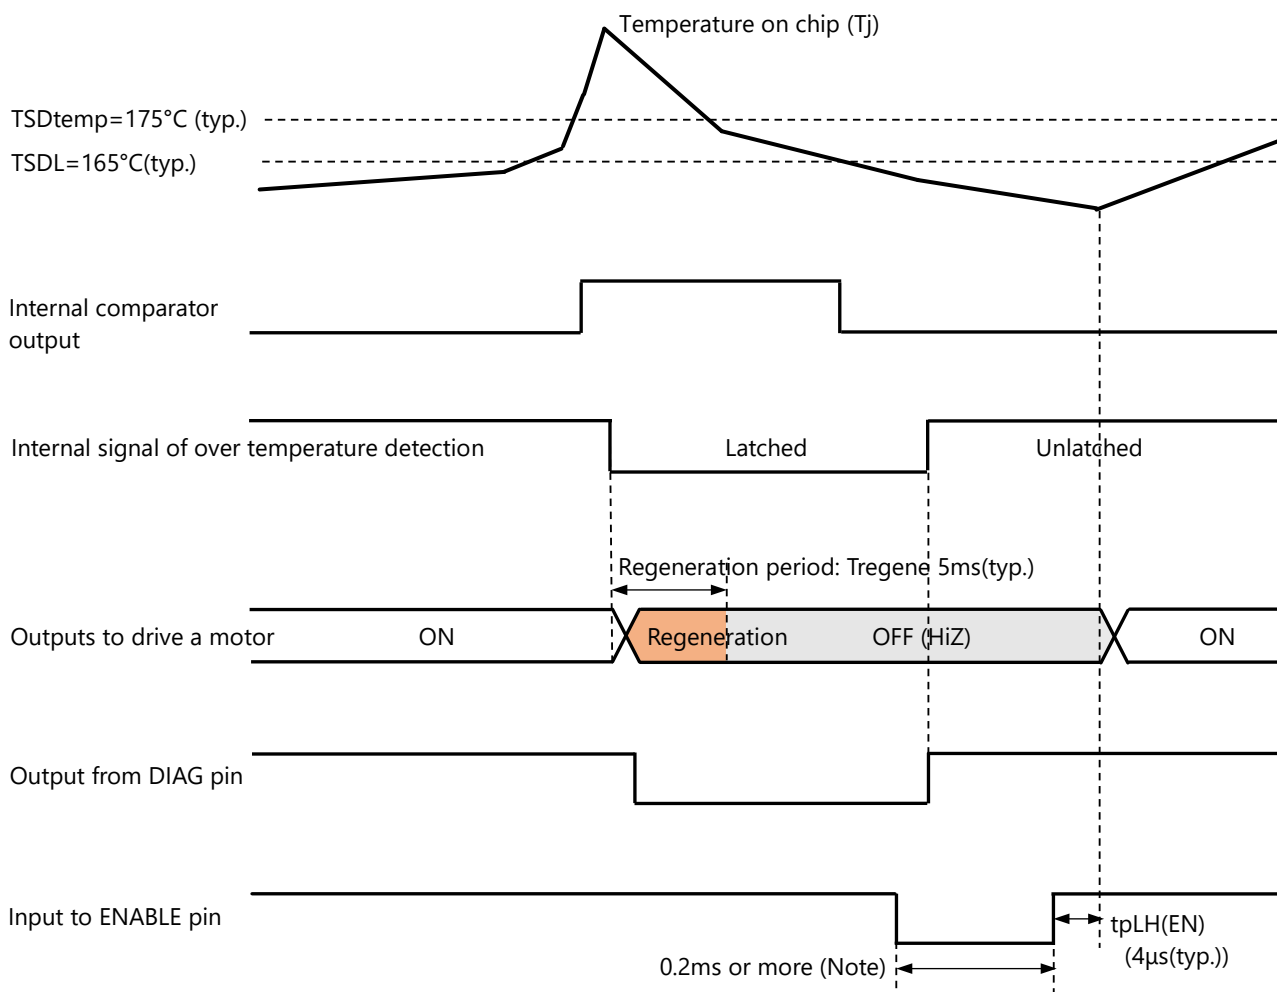 Temperature on chip (Tj)
TSDtemp=175°C (typ.)
TSDL=165°C(typ.)
Internal comparator
output
Internal signal of over temperature detection
Latched
Unlatched
Regeneration period: Tregene 5ms(typ.)
Outputs to drive a motor
ON
Regeneration
OFF (HiZ)
ON
Output from DIAG pin
Input to ENABLE pin
tpLH(EN)
(4µs(typ.))
0.2ms or more (Note)